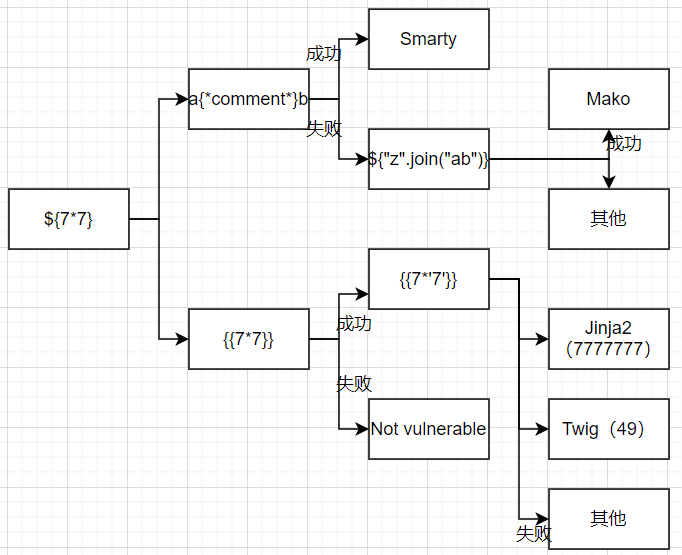 Smarty
成功
a{*comment*}b
Mako
失败
成功
${"z".join("ab")}
${7*7}
其他
{{7*'7'}}
成功
{{7*7}}
Jinja2
（7777777）
失败
Not vulnerable
Twig（49）
其他
失败